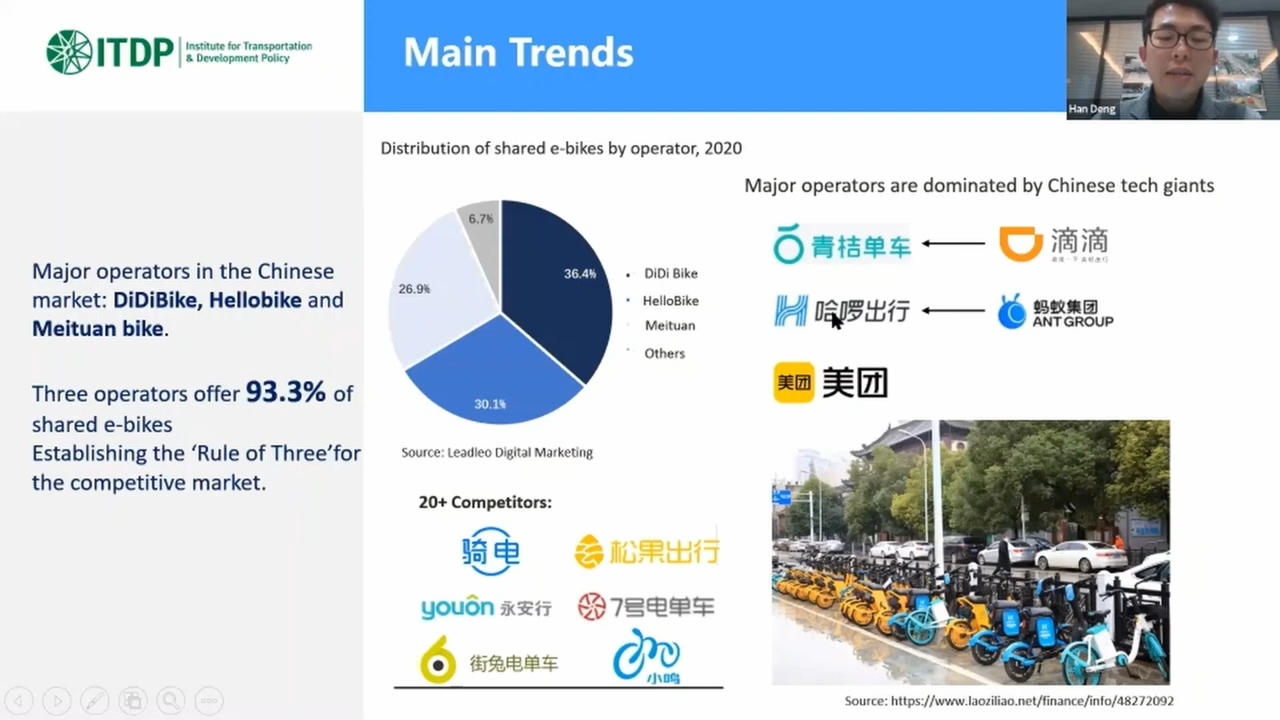 ITDP
Institute for Transportation
& Development Policy
Main Trends
Han Deng
Major operators in the Chinese
market: DiDiBike, Hellobike and
Meituan bike.
Three operators offer 93.3% of
shared e-bikes
Establishing the ‘Rule of Three’for
the competitive market.
Distribution of shared e-bikes by operator, 2020
6.7%
36.4%
26.9%
30.1%
DiDi Bike
HelloBike
Meituan
Others
Source: Leadleo Digital Marketing
20+ Competitors:
骑电
松果出行
youon 永安行
7号电单车
街兔电单车
小鸣
Major operators are dominated by Chinese tech giants
青桔单车
滴滴
哈啰出行
蚂蚁集团
ANT GROUP
美团 美团
Source: https://www.laoziliao.net/finance/info/48272092